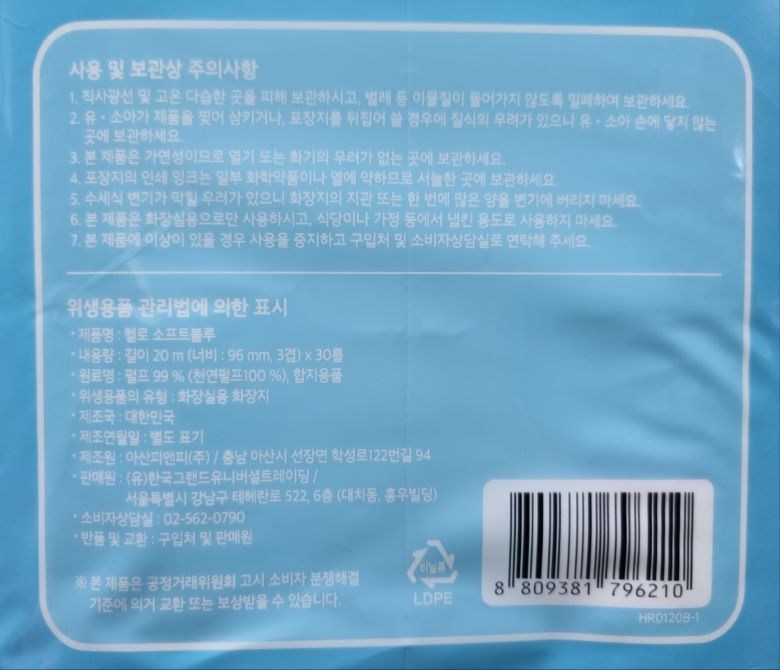 사용 및 보관상 주의사항
1. 직사광선 및 고온 다습한 곳을 피해 보관하시고, 벌레 등 이물질이 들어가지 않도록 밀폐하여 보관하세요.
2. 유·소아가 제품을 찢어 삼키거나, 포장지를 뒤집어 쓸 경우에 질식의 우려가 있으니 유·소아 손에 닿지 않는
곳에 보관하세요.
3. 본 제품은 가연성이므로 열기 또는 화기의 우려가 없는 곳에 보관하세요.
4. 포장지의 인쇄 잉크는 일부 화학약품이나 열에 약하므로 서늘한 곳에 보관하세요.
5. 수세식 변기가 막힐 우려가 있으니 화장지의 지관 또는 한 번에 많은 양을 변기에 버리지 마세요.
6. 본 제품은 화장실용으로만 사용하시고, 식당이나 가정 등에서 냅킨 용도로 사용하지 마세요.
7. 본 제품에 이상이 있을 경우 사용을 중지하고 구입처 및 소비자상담실로 연락해 주세요.
위생용품 관리법에 의한 표시
· 제품명 : 헬로 소프트블루
· 내용량 : 길이 20 m (너비 : 96 mm, 3겹) x 30롤
· 원료명 : 펄프 99 % (천연펄프100 %), 합지용풀
· 위생용품의 유형 : 화장실용 화장지
· 제조국 : 대한민국
· 제조연월일 : 별도 표기
· 제조원 : 아산피앤피(주) / 충남 아산시 선장면 학성로122번길 94
· 판매원 : (유)한국그랜드유니버셜트레이딩 /
서울특별시 강남구 테헤란로 522, 6층 (대치동, 홍우빌딩)
· 소비자상담실 : 02-562-0790
· 반품 및 교환 : 구입처 및 판매원
※ 본 제품은 공정거래위원회 고시 소비자 분쟁해결
기준에 의거 교환 또는 보상받을 수 있습니다.
비닐류
LDPE
8 809381 796210
HR0120B-1